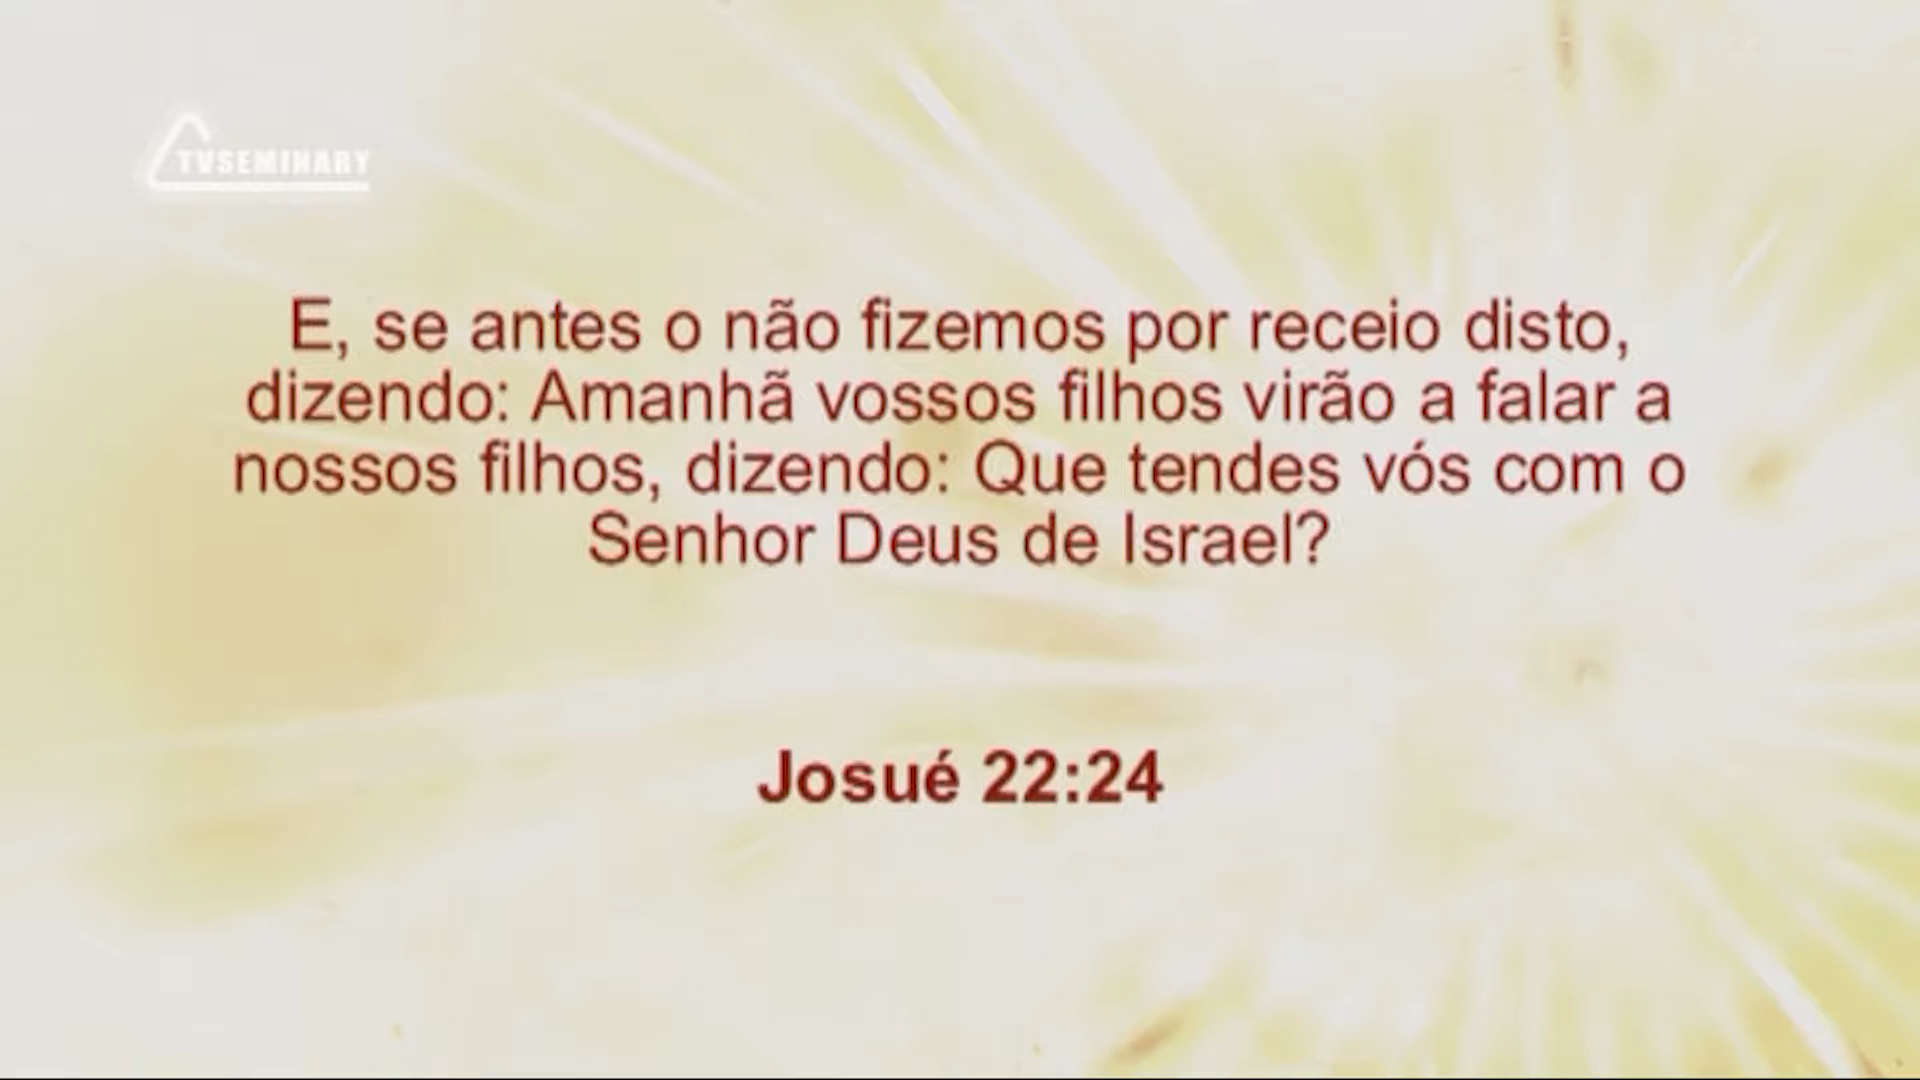 TVSEMINARY
E, se antes o não fizemos por receio disto,
dizendo: Amanhã vossos filhos virão a falar a
nossos filhos, dizendo: Que tendes vós com o
Senhor Deus de Israel?
Josué 22:24